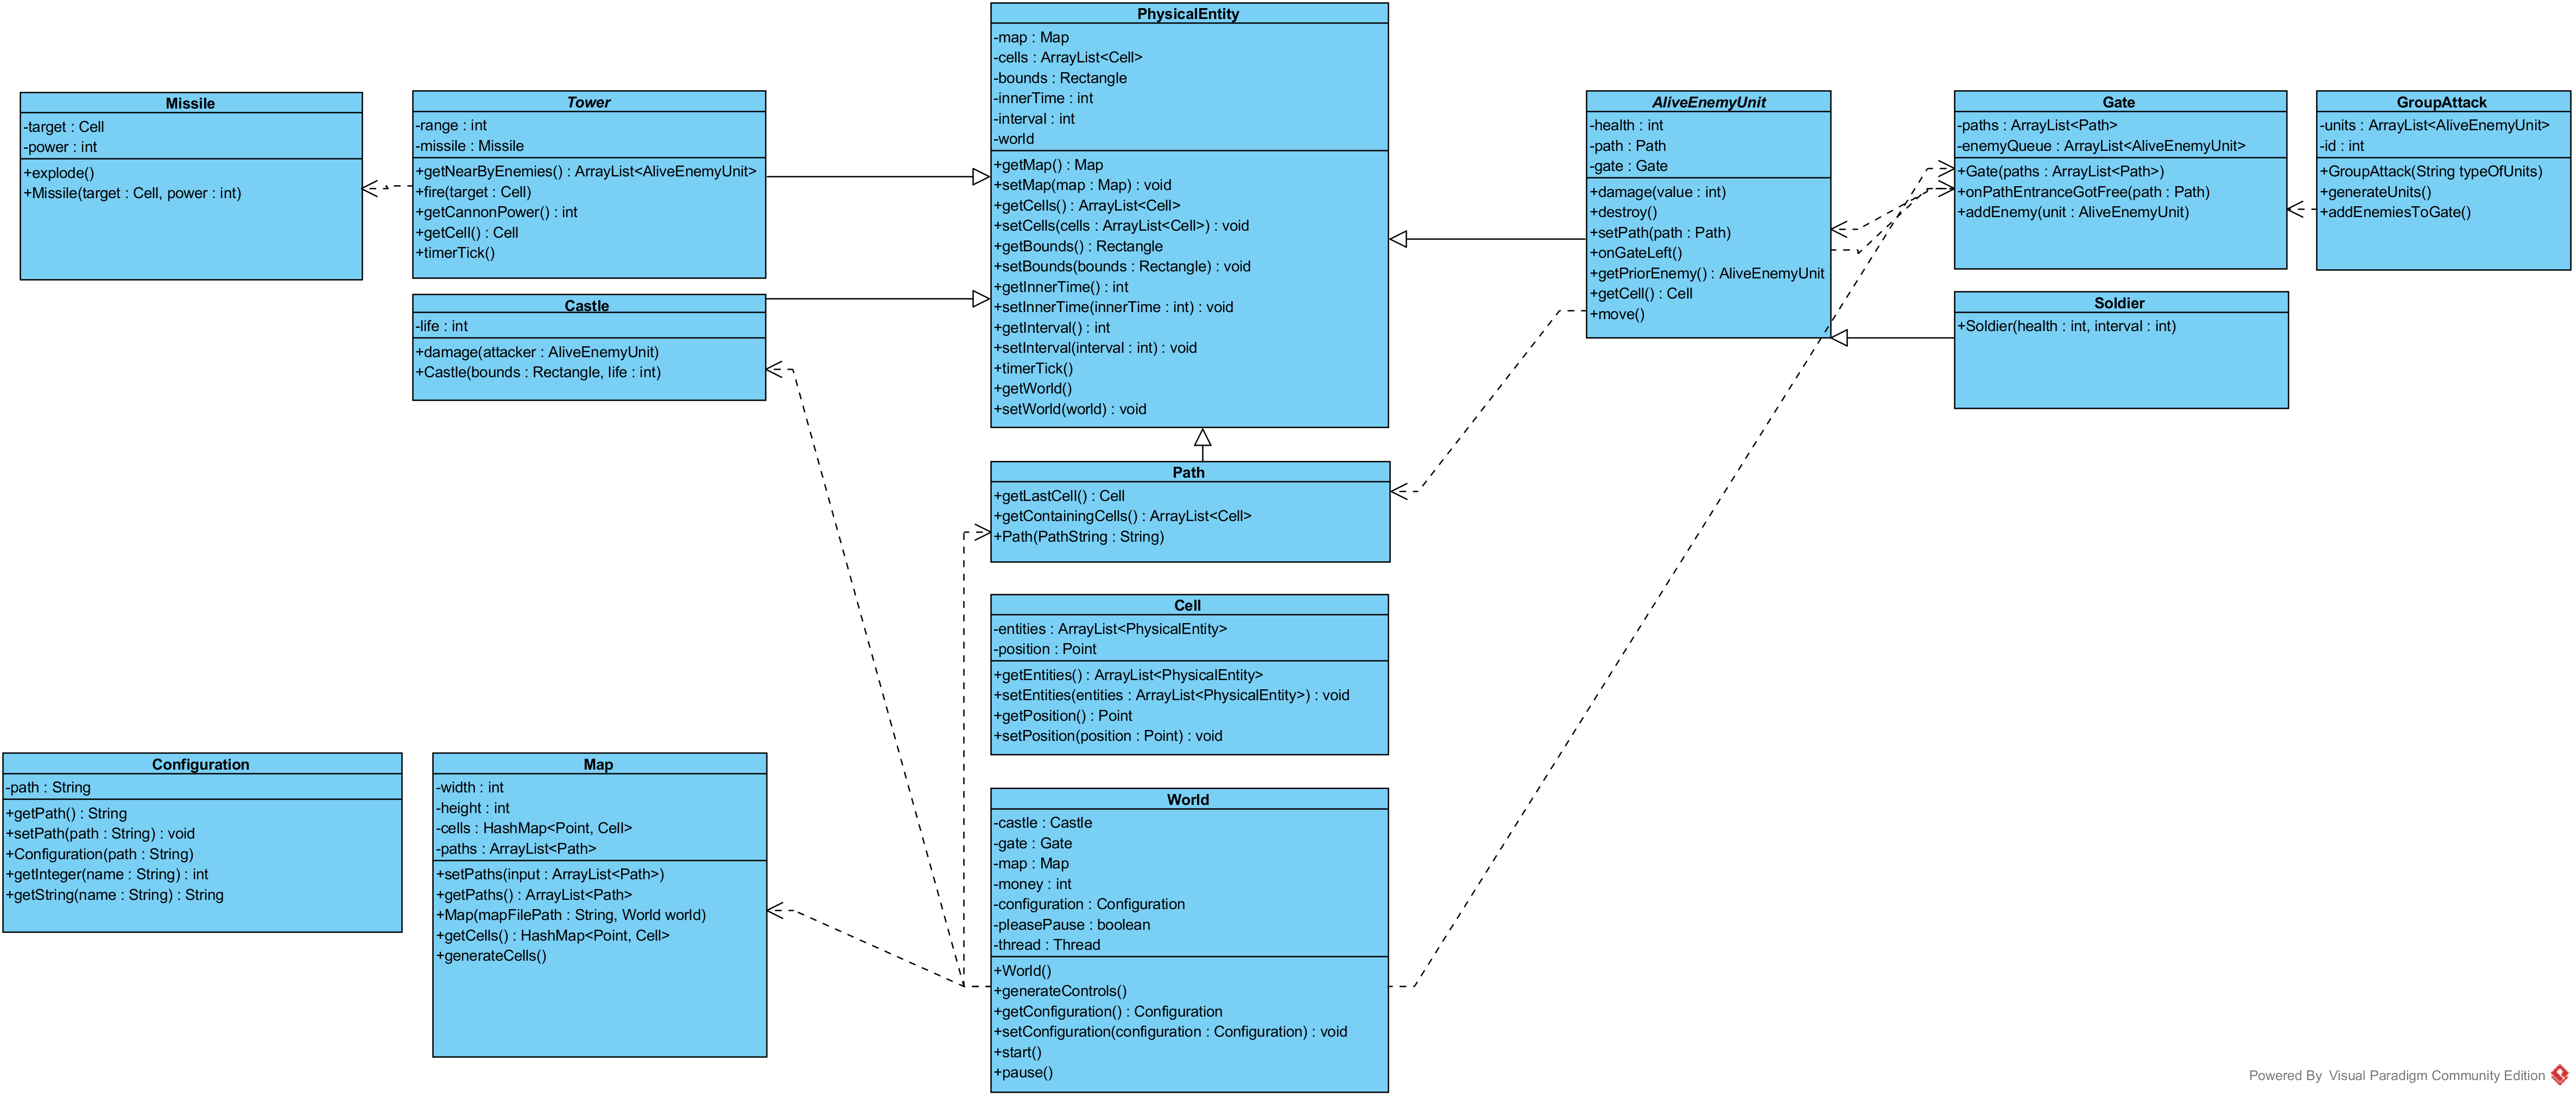 PhysicalEntity
-map : Map
-cells : ArrayList<Cell>
-bounds : Rectangle
-innerTime : int
-interval : int
-world
+getMap() : Map
+setMap(map : Map) : void
+getCells() : ArrayList<Cell>
+setCells(cells : ArrayList<Cell>) : void
+getBounds() : Rectangle
+setBounds(bounds : Rectangle) : void
+getInnerTime() : int
+setInnerTime(innerTime : int) : void
+getInterval() : int
+setInterval(interval : int) : void
+timerTick()
+getWorld()
+setWorld(world) : void
Missile
-target : Cell
-power : int
+explode()
+Missile(target : Cell, power : int)
Tower
-range : int
-missile : Missile
+getNearByEnemies() : ArrayList<AliveEnemyUnit>
+fire(target : Cell)
+getCannonPower() : int
+getCell() : Cell
+timerTick()
Castle
-life : int
+damage(attacker : AliveEnemyUnit)
+Castle(bounds : Rectangle, life : int)
AliveEnemyUnit
-health : int
-path : Path
-gate : Gate
+damage(value : int)
+destroy()
+setPath(path : Path)
+onGateLeft()
+getPriorEnemy() : AliveEnemyUnit
+getCell() : Cell
+move()
Gate
-paths : ArrayList<Path>
-enemyQueue : ArrayList<AliveEnemyUnit>
+Gate(paths : ArrayList<Path>)
+onPathEntranceGotFree(path : Path)
+addEnemy(unit : AliveEnemyUnit)
GroupAttack
-units : ArrayList<AliveEnemyUnit>
-id : int
+GroupAttack(String typeOfUnits)
+generateUnits()
+addEnemiesToGate()
Soldier
+Soldier(health : int, interval : int)
Path
+getLastCell() : Cell
+getContainingCells() : ArrayList<Cell>
+Path(PathString : String)
Cell
-entities : ArrayList<PhysicalEntity>
-position : Point
+getEntities() : ArrayList<PhysicalEntity>
+setEntities(entities : ArrayList<PhysicalEntity>) : void
+getPosition() : Point
+setPosition(position : Point) : void
Configuration
-path : String
+getPath() : String
+setPath(path : String) : void
+Configuration(path : String)
+getInteger(name : String) : int
+getString(name : String) : String
Map
-width : int
-height : int
-cells : HashMap<Point, Cell>
-paths : ArrayList<Path>
+setPaths(input : ArrayList<Path>)
+getPaths() : ArrayList<Path>
+Map(mapFilePath : String, World world)
+getCells() : HashMap<Point, Cell>
+generateCells()
World
-castle : Castle
-gate : Gate
-map : Map
-money : int
-configuration : Configuration
-pleasePause : boolean
-thread : Thread
+World()
+generateControls()
+getConfiguration() : Configuration
+setConfiguration(configuration : Configuration) : void
+start()
+pause()
Powered By Visual Paradigm Community Edition